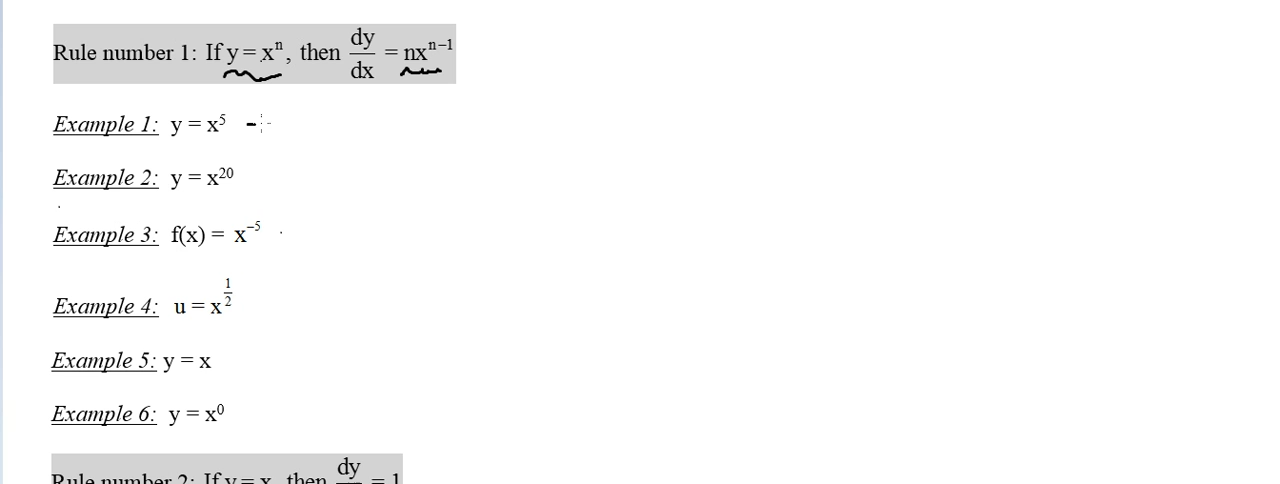 Rule number 1: If y = xⁿ, then dy/dx = nxⁿ⁻¹
Example 1: y = x⁵
Example 2: y = x²⁰
Example 3: f(x) = x⁻⁵
Example 4: u = x^(1/2)
Example 5: y = x
Example 6: y = x⁰
Rule number 2: If y = x, then dy = 1